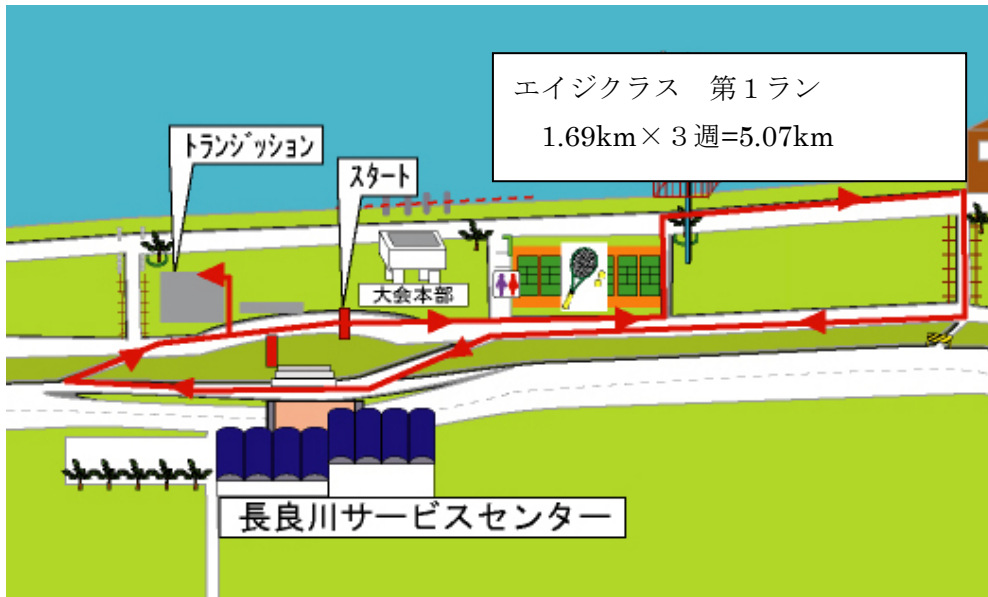 エイジクラス　第１ラン
1.69km×３週=5.07km
ﾄﾗﾝｼﾞｯｼｮﾝ
ｽﾀｰﾄ
大会本部
長良川サービスセンター